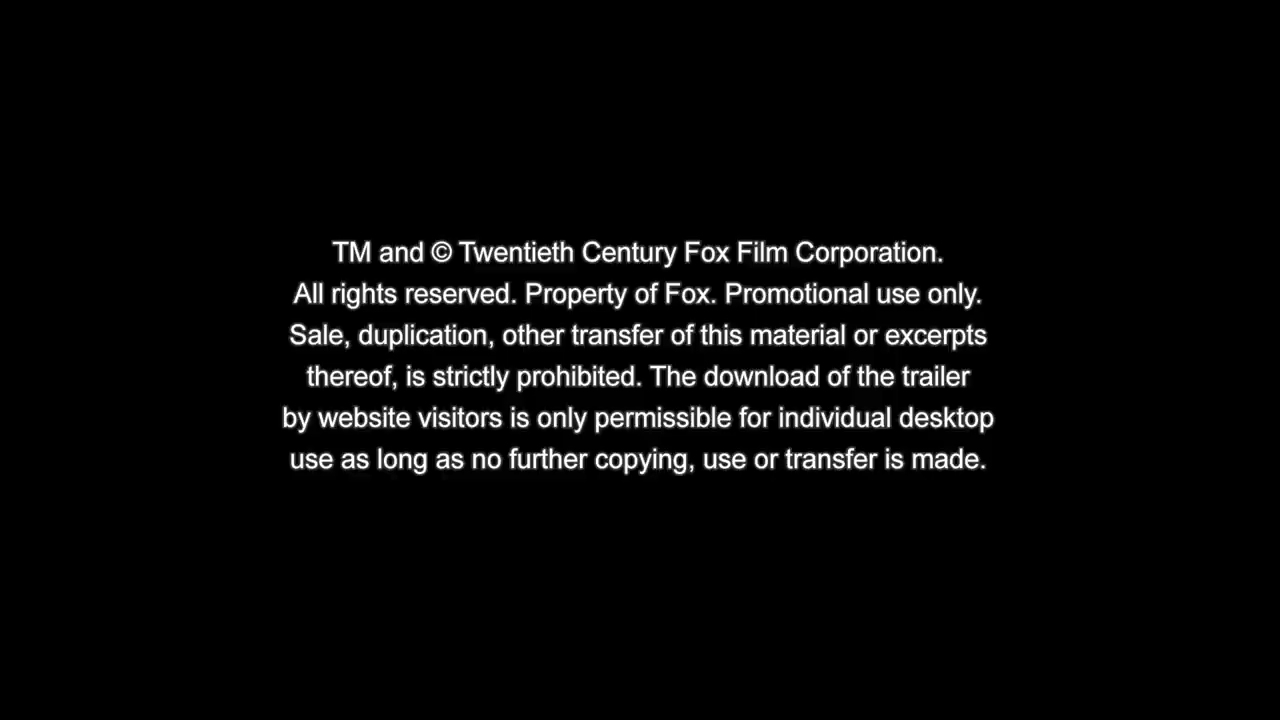 TM and © Twentieth Century Fox Film Corporation.
All rights reserved. Property of Fox. Promotional use only.
Sale, duplication, other transfer of this material or excerpts
thereof, is strictly prohibited. The download of the trailer
by website visitors is only permissible for individual desktop
use as long as no further copying, use or transfer is made.